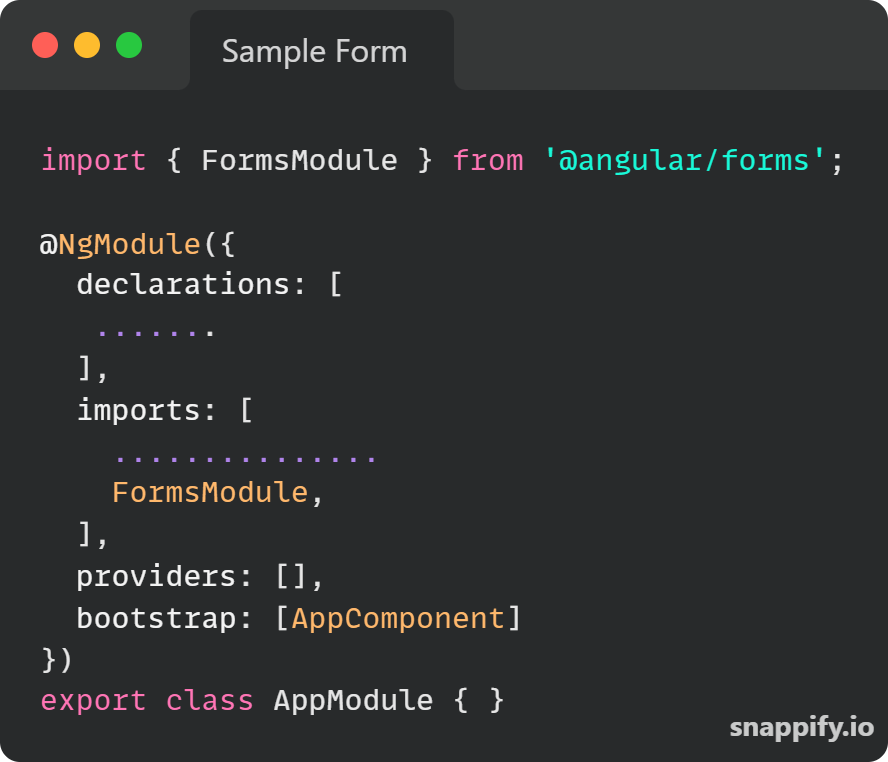 Sample Form
import { FormsModule } from '@angular/forms';
@NgModule({
  declarations: [
   .......
  ],
  imports: [
    ...............
    FormsModule,
  ],
  providers: [],
  bootstrap: [AppComponent]
})
export class AppModule { }
snappify.io